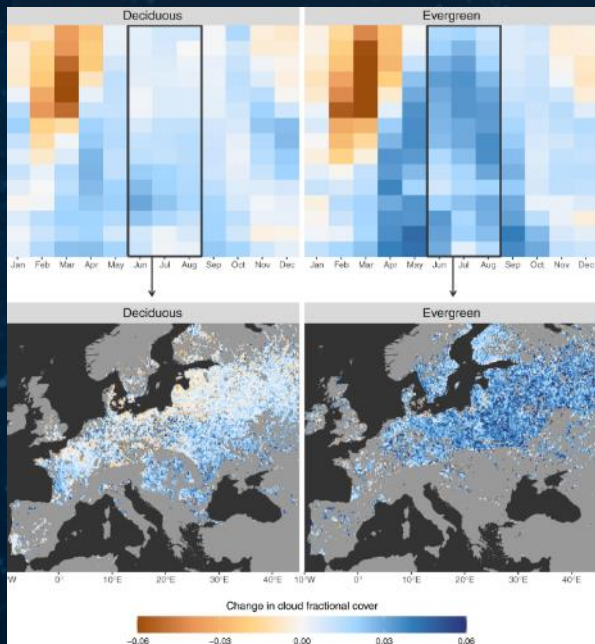 Deciduous Evergreen
Jan Feb Mar Apr May Jun Jul Aug Sep Oct Nov Dec Jan Feb Mar Apr May Jun Jul Aug Sep Oct Nov Dec
Deciduous Evergreen
°W 0° 10°E 20°E 30°E 40°E °W 0° 10°E 20°E 30°E 40°E
Change in cloud fractional cover
−0.06 −0.03 0.00 0.03 0.06